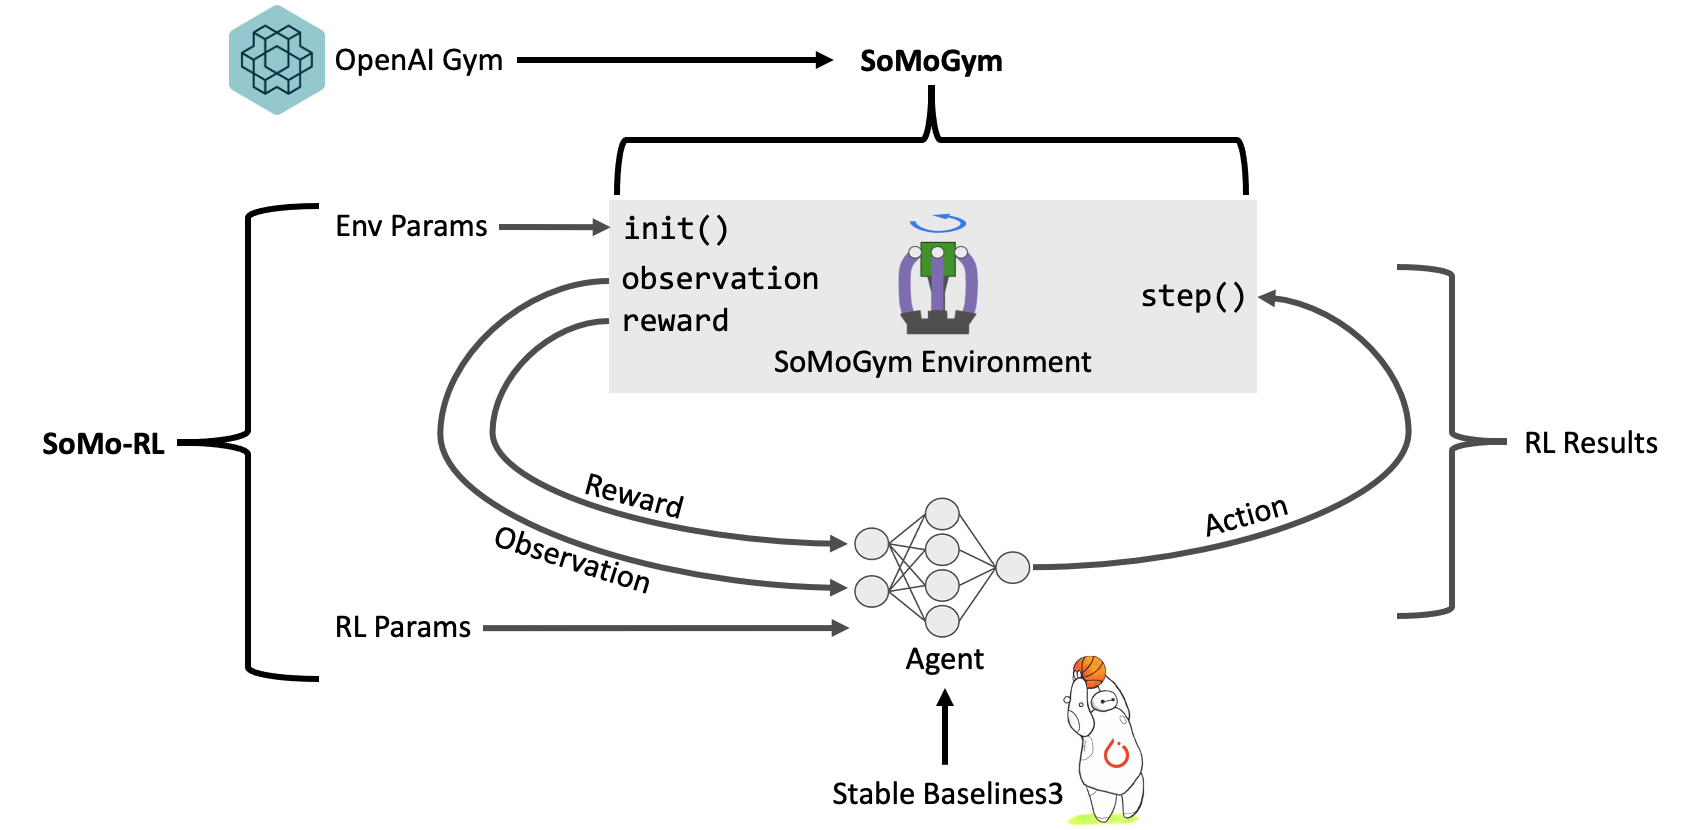 OpenAI Gym
SoMoGym
Env Params
init()
observation
reward
step()
SoMoGym Environment
SoMo-RL
RL Results
Reward
Observation
Action
RL Params
Agent
Stable Baselines3